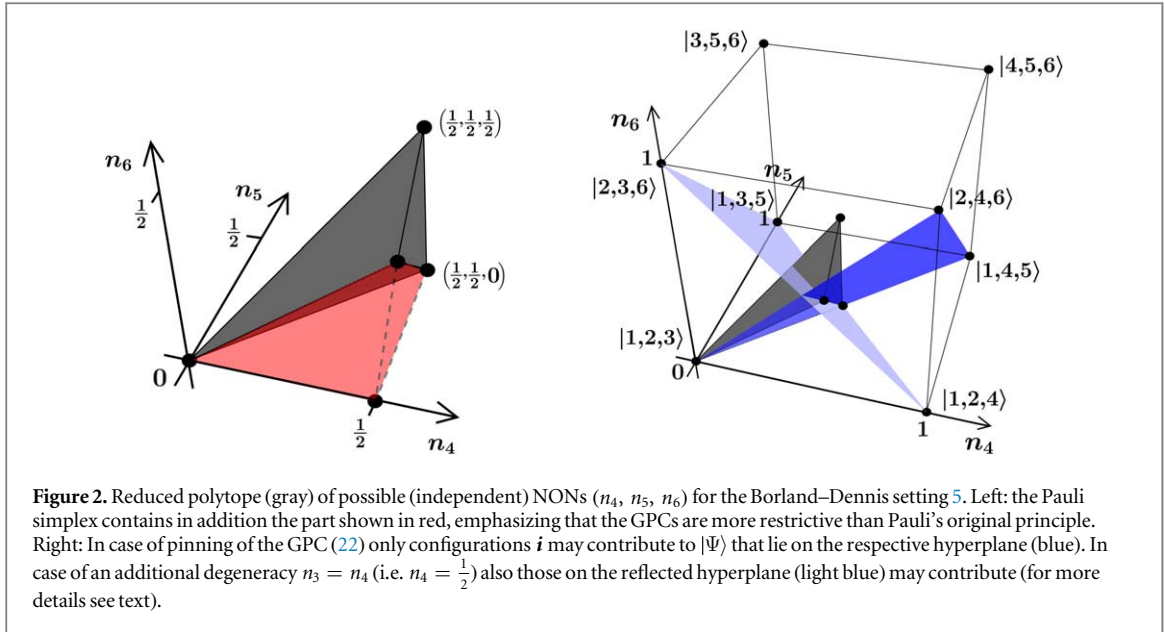 n₆
1/2
n₅
1/2
(1/2,1/2,1/2)
(1/2,1/2,0)
0
1/2
n₄
|3,5,6⟩
|4,5,6⟩
n₆
1
|2,3,6⟩
n₅
|1,3,5⟩
1
|2,4,6⟩
|1,4,5⟩
|1,2,3⟩
0
|1,2,4⟩
1
n₄
Figure 2. Reduced polytope (gray) of possible (independent) NONs (n₄, n₅, n₆) for the Borland–Dennis setting 5. Left: the Pauli
simplex contains in addition the part shown in red, emphasizing that the GPCs are more restrictive than Pauli's original principle.
Right: In case of pinning of the GPC (22) only configurations i may contribute to |Ψ⟩ that lie on the respective hyperplane (blue). In
case of an additional degeneracy n₃ = n₄ (i.e. n₄ = 1/2) also those on the reflected hyperplane (light blue) may contribute (for more
details see text).